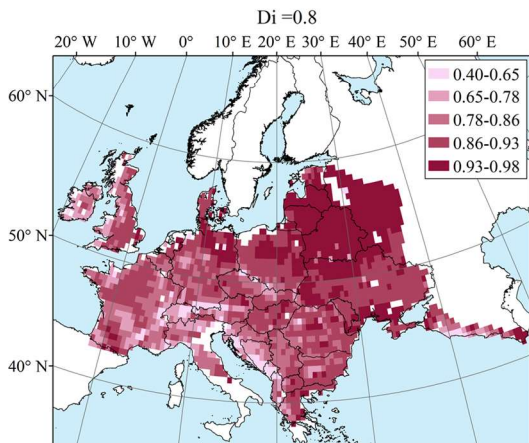 Di =0.8
20° W 10° W 0° 10° E 20° E 30° E 40° E 50° E 60° E
0.40-0.65
0.65-0.78
0.78-0.86
0.86-0.93
0.93-0.98
60° N
50° N
40° N